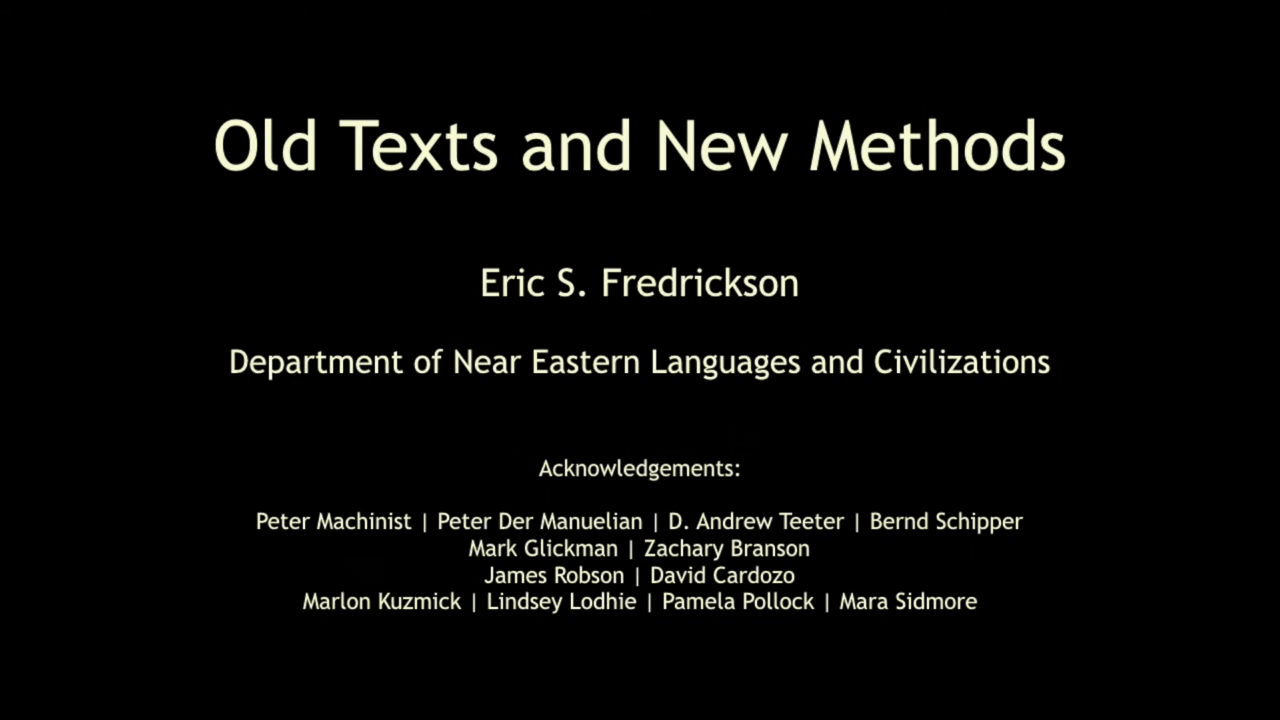 Old Texts and New Methods
Eric S. Fredrickson
Department of Near Eastern Languages and Civilizations
Acknowledgements:
Peter Machinist | Peter Der Manuelian | D. Andrew Teeter | Bernd Schipper
Mark Glickman | Zachary Branson
James Robson | David Cardozo
Marlon Kuzmick | Lindsey Lodhie | Pamela Pollock | Mara Sidmore